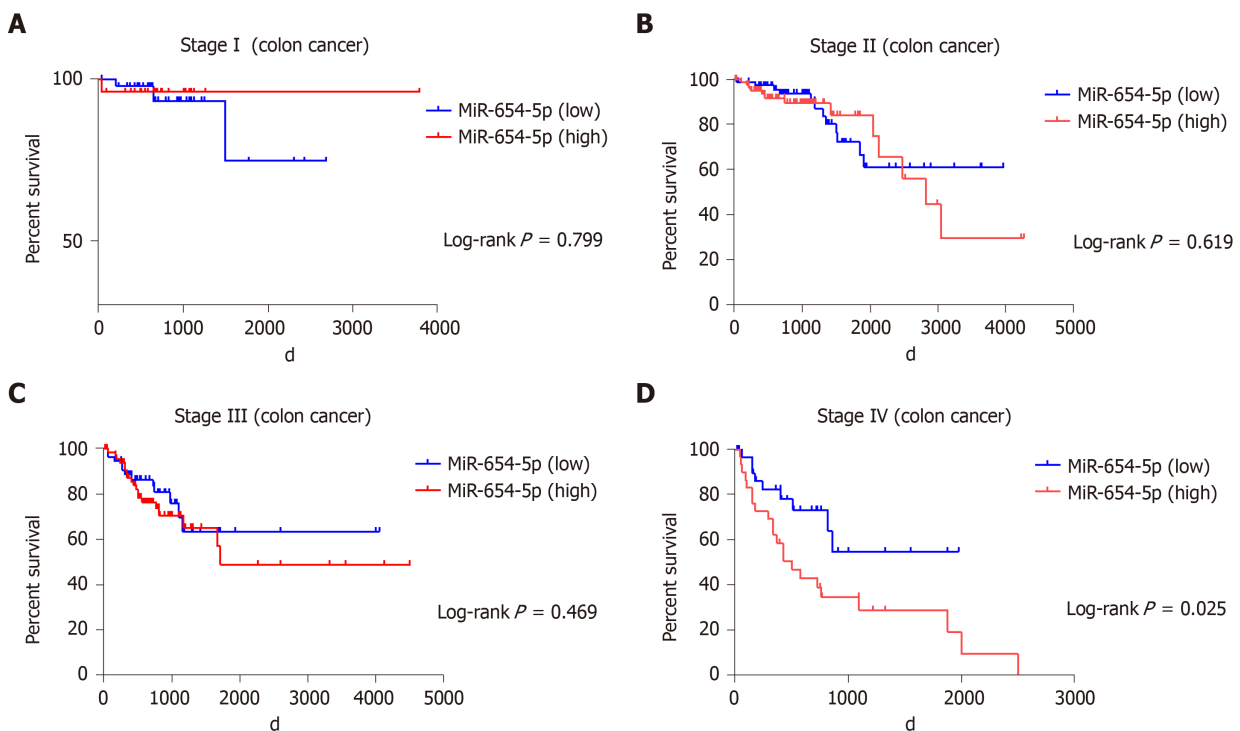 A
Stage I (colon cancer)
100
50
Percent survival
MiR-654-5p (low)
MiR-654-5p (high)
Log-rank P = 0.799
0 1000 2000 3000 4000
d
B
Stage II (colon cancer)
100
80
60
40
20
0
Percent survival
MiR-654-5p (low)
MiR-654-5p (high)
Log-rank P = 0.619
0 1000 2000 3000 4000 5000
d
C
Stage III (colon cancer)
100
80
60
40
20
0
Percent survival
MiR-654-5p (low)
MiR-654-5p (high)
Log-rank P = 0.469
0 1000 2000 3000 4000 5000
d
D
Stage IV (colon cancer)
100
80
60
40
20
0
Percent survival
MiR-654-5p (low)
MiR-654-5p (high)
Log-rank P = 0.025
0 1000 2000 3000
d